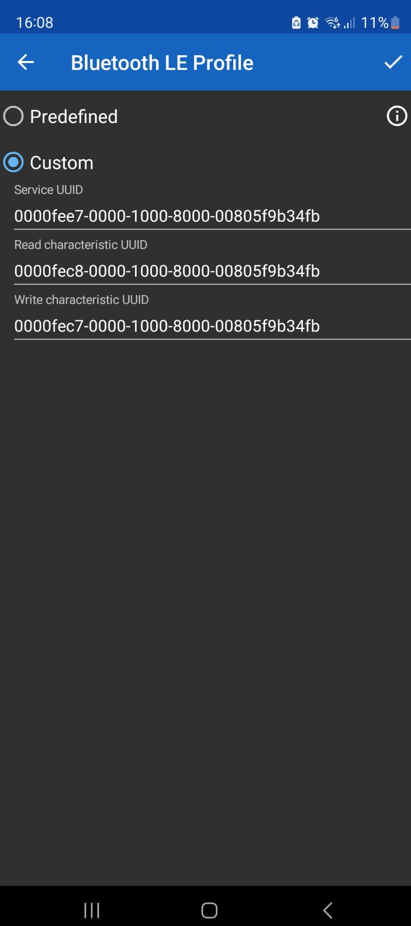 16:08 11%
Bluetooth LE Profile
Predefined
Custom
Service UUID
0000fee7-0000-1000-8000-00805f9b34fb
Read characteristic UUID
0000fec8-0000-1000-8000-00805f9b34fb
Write characteristic UUID
0000fec7-0000-1000-8000-00805f9b34fb